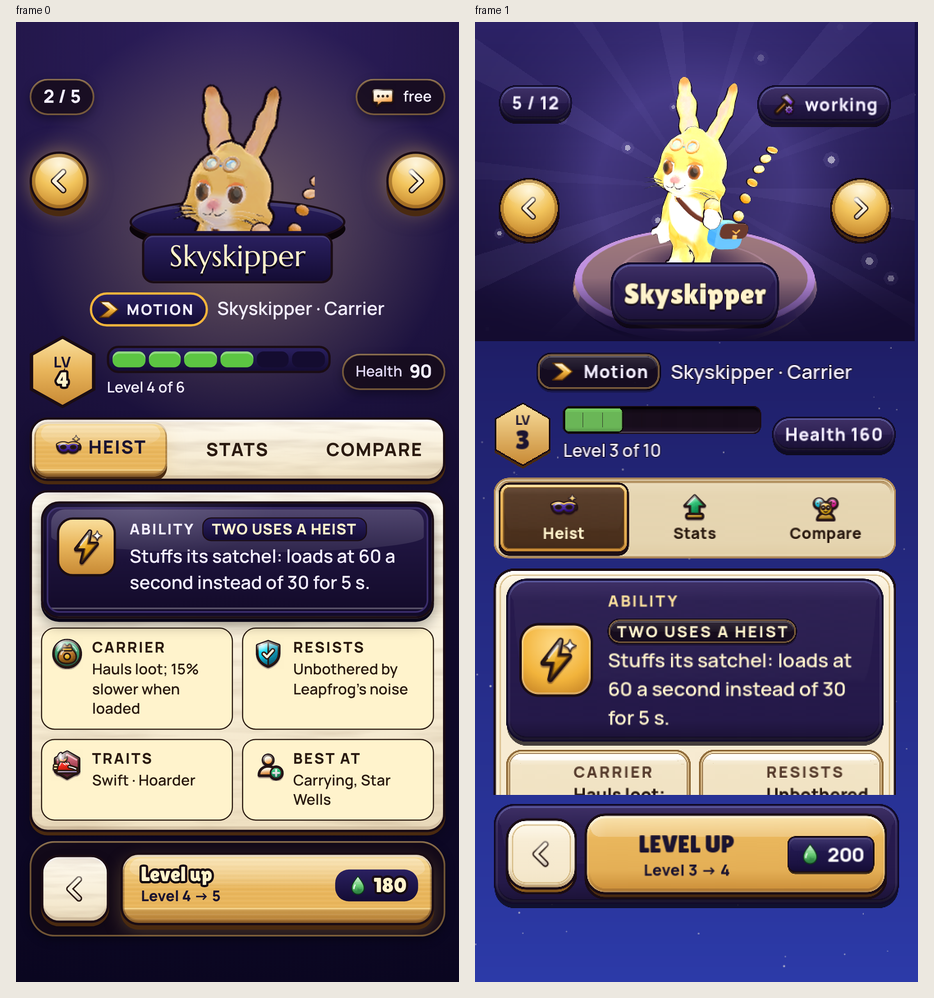 frame 0
2 / 5
free
Skyskipper
MOTION
Skyskipper · Carrier
LV
4
Level 4 of 6
Health 90
HEIST
STATS
COMPARE
ABILITY TWO USES A HEIST
Stuffs its satchel: loads at 60 a
second instead of 30 for 5 s.
CARRIER
Hauls loot; 15%
slower when
loaded
RESISTS
Unbothered by
Leapfrog's noise
TRAITS
Swift · Hoarder
BEST AT
Carrying, Star
Wells
Level up
Level 4 → 5
180
frame 1
5 / 12
working
Skyskipper
Motion
Skyskipper · Carrier
LV
3
Level 3 of 10
Health 160
Heist
Stats
Compare
ABILITY
TWO USES A HEIST
Stuffs its satchel: loads at
60 a second instead of 30
for 5 s.
CARRIER
Hauls loot;
RESISTS
Unbothered
LEVEL UP
Level 3 → 4
200